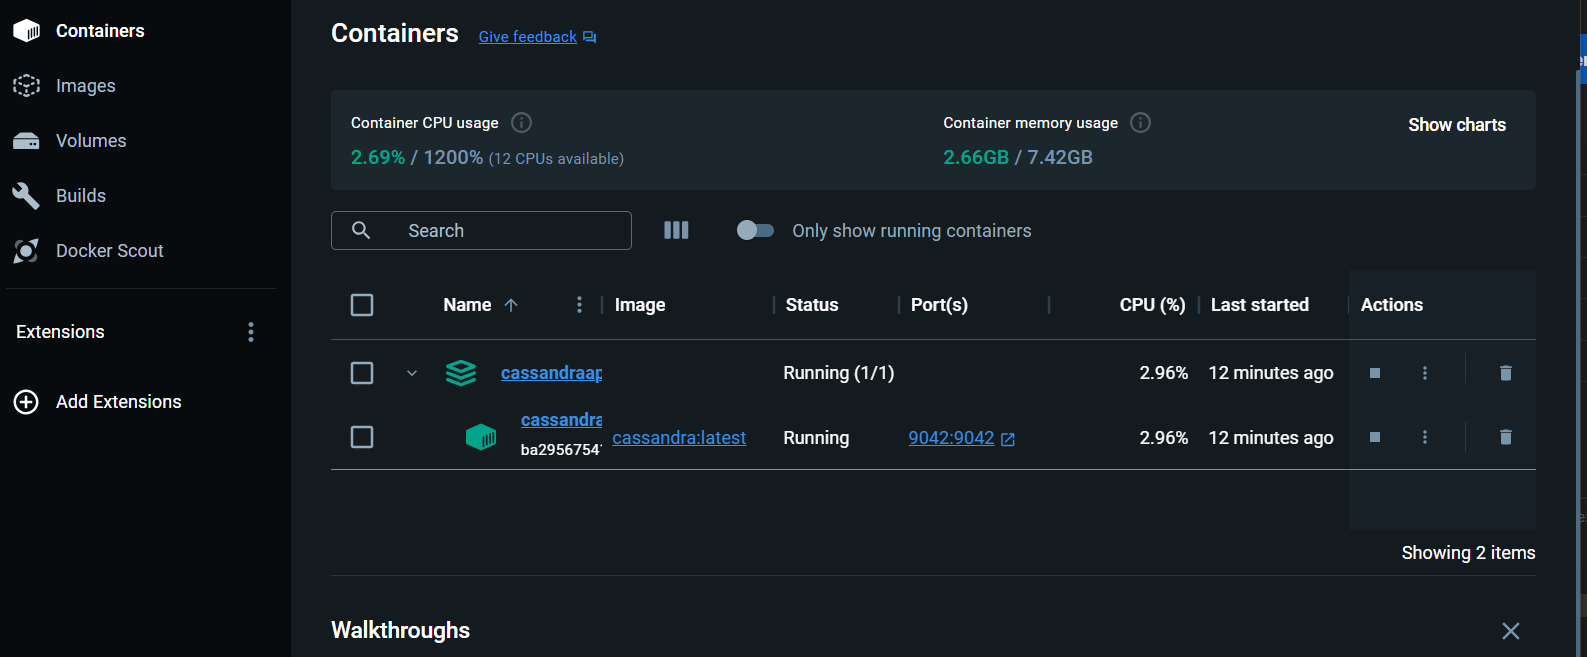 Containers
Images
Volumes
Builds
Docker Scout
Extensions
Add Extensions
Containers Give feedback
Container CPU usage
2.69% / 1200% (12 CPUs available)
Container memory usage
2.66GB / 7.42GB
Show charts
Search
Only show running containers
Name Image Status Port(s) CPU (%) Last started Actions
cassandraap Running (1/1) 2.96% 12 minutes ago
cassandra
ba29567541 cassandra:latest Running 9042:9042 2.96% 12 minutes ago
Showing 2 items
Walkthroughs